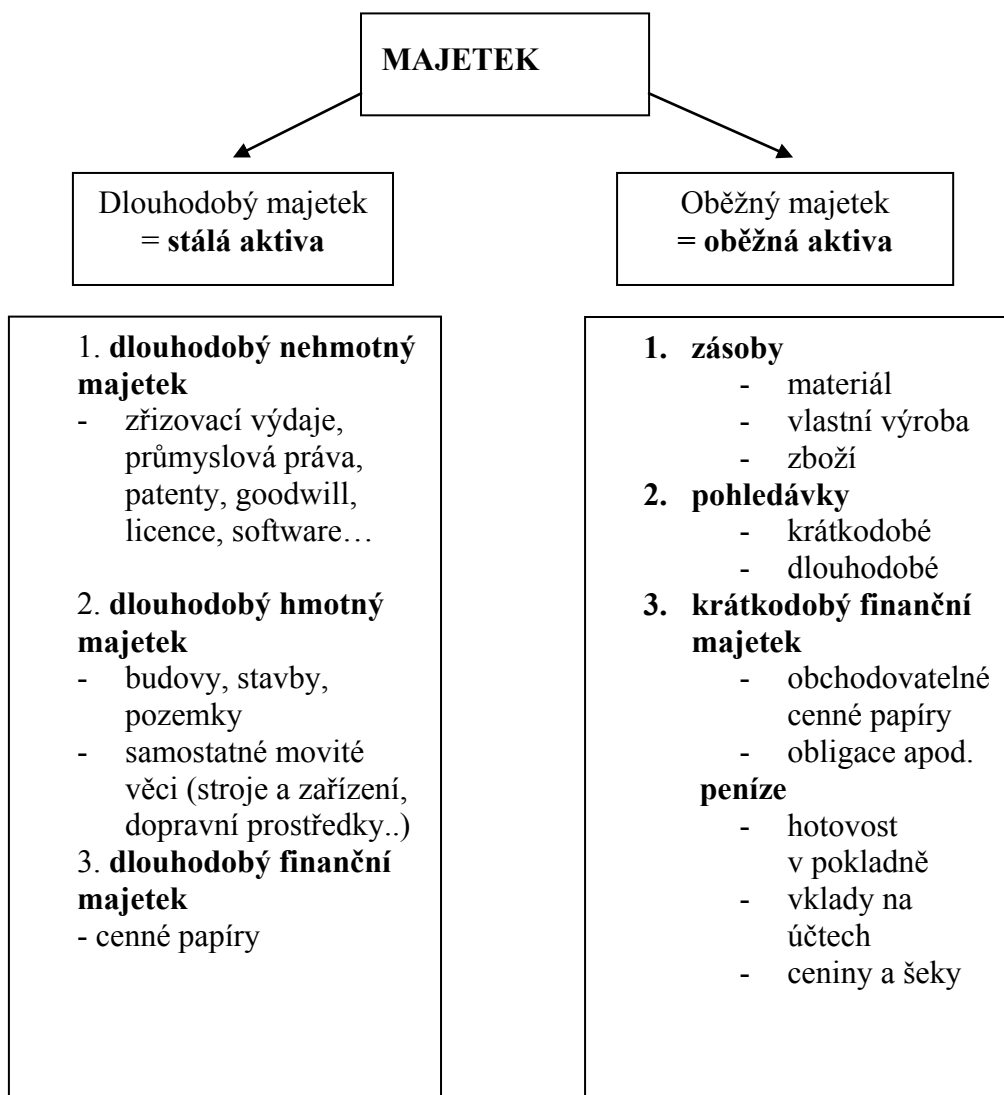 MAJETEK
Dlouhodobý majetek
= stálá aktiva
Oběžný majetek
= oběžná aktiva
1. dlouhodobý nehmotný
majetek
- zřizovací výdaje,
průmyslová práva,
patenty, goodwill,
licence, software…
2. dlouhodobý hmotný
majetek
- budovy, stavby,
pozemky
- samostatné movité
věci (stroje a zařízení,
dopravní prostředky..)
3. dlouhodobý finanční
majetek
- cenné papíry
1. zásoby
- materiál
- vlastní výroba
- zboží
2. pohledávky
- krátkodobé
- dlouhodobé
3. krátkodobý finanční
majetek
- obchodovatelné
cenné papíry
- obligace apod.
peníze
- hotovost
v pokladně
- vklady na
účtech
- ceniny a šeky